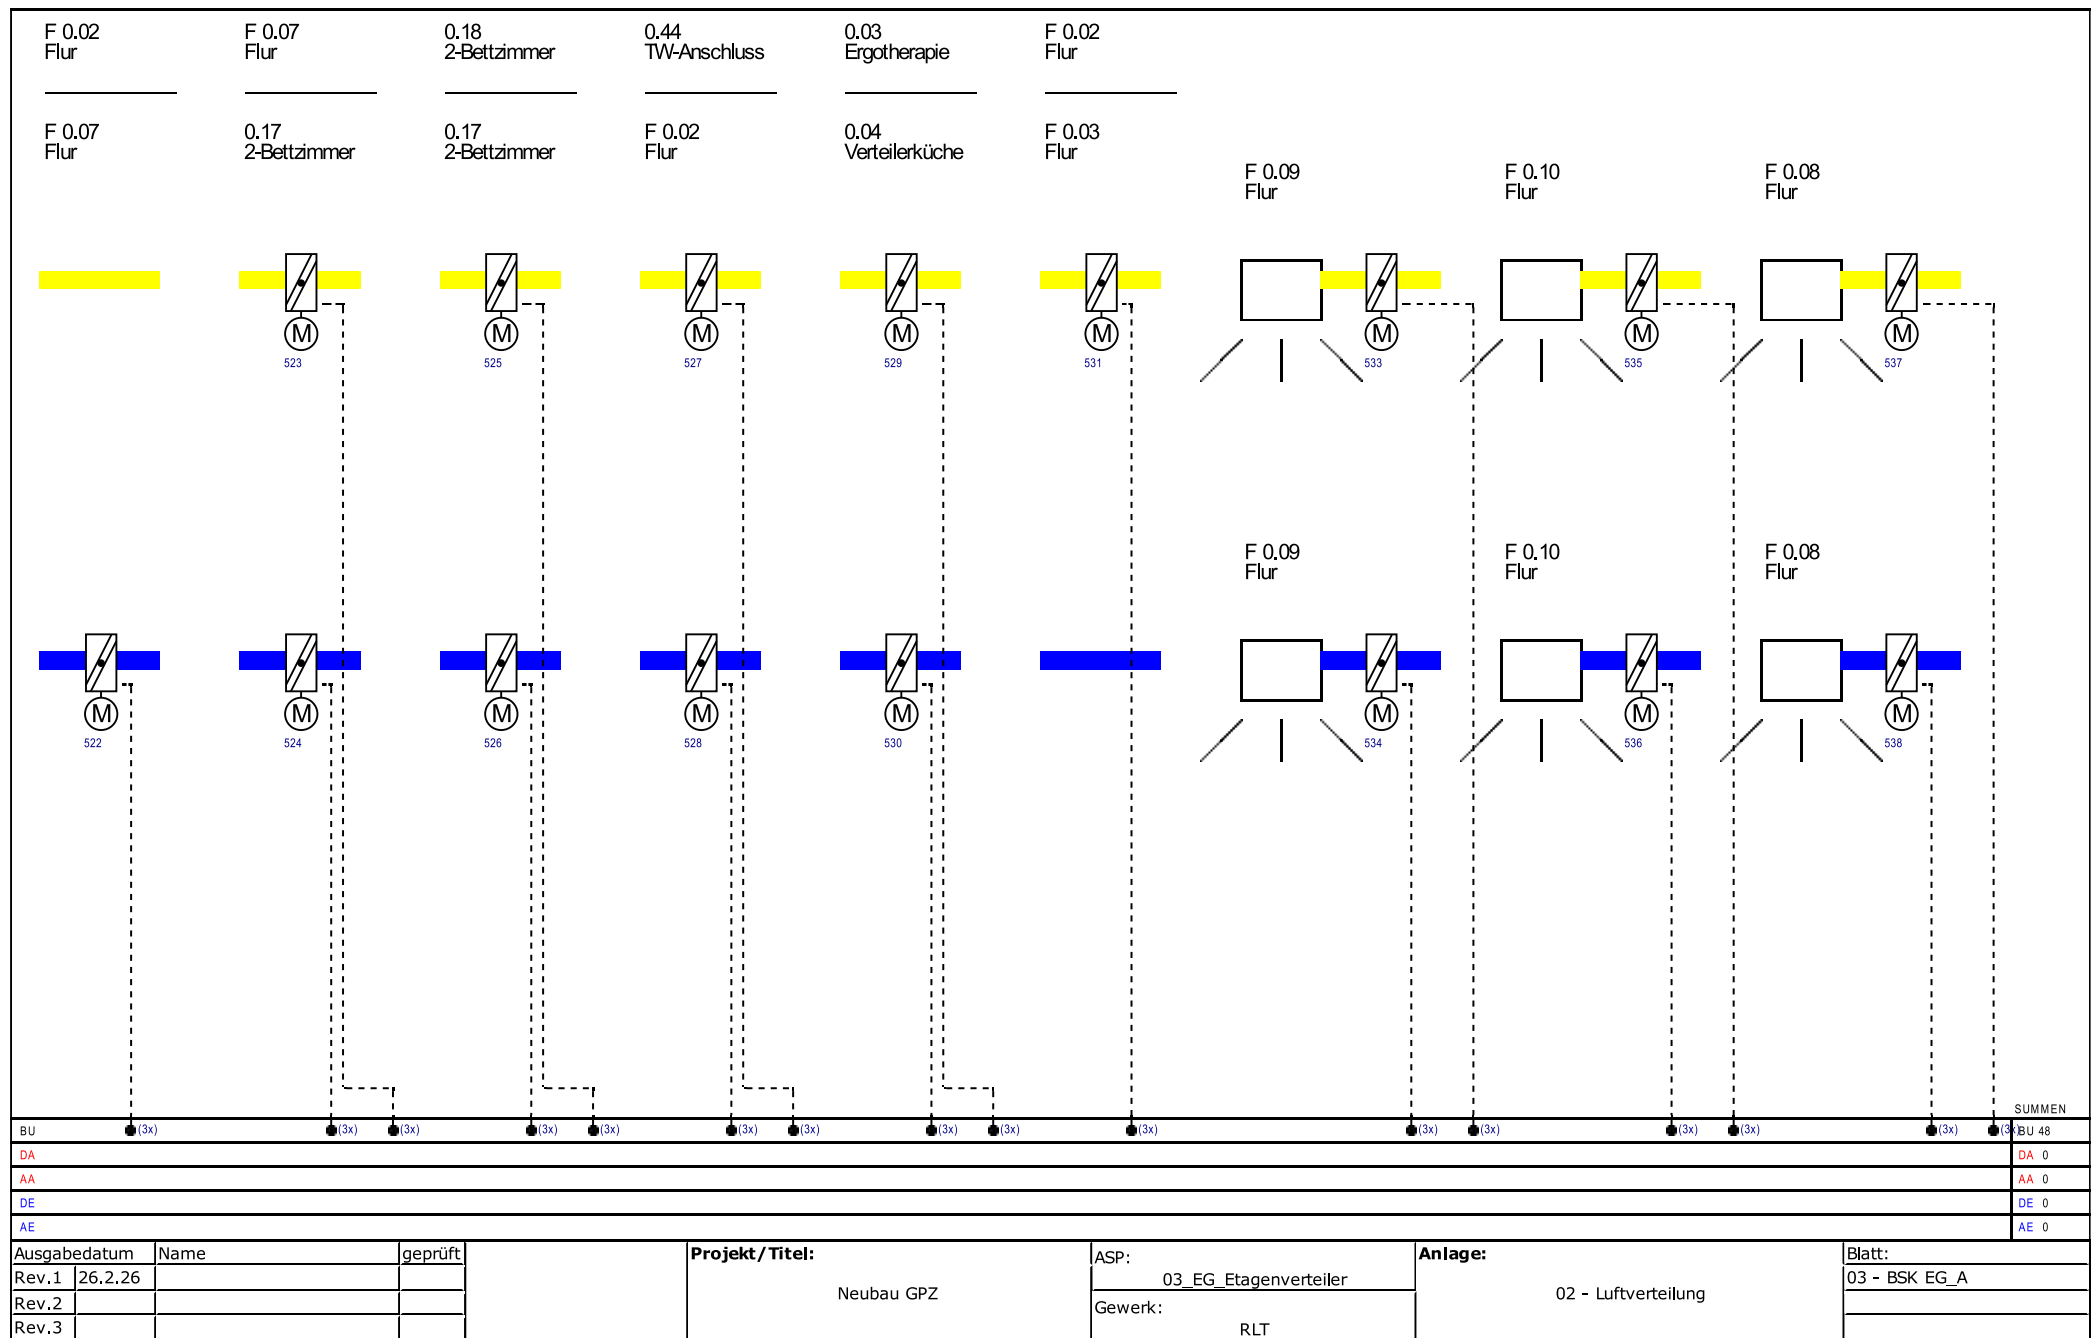 F 0.02
Flur
F 0.07
Flur
0.18
2-Bettzimmer
0.44
TW-Anschluss
0.03
Ergotherapie
F 0.02
Flur
F 0.07
Flur
0.17
2-Bettzimmer
0.17
2-Bettzimmer
F 0.02
Flur
0.04
Verteilerküche
F 0.03
Flur
F 0.09
Flur
F 0.10
Flur
F 0.08
Flur
M
M
M
M
M
M
M
M
523
525
527
529
531
533
535
537
F 0.09
Flur
F 0.10
Flur
F 0.08
Flur
M
M
M
M
M
M
M
M
522
524
526
528
530
534
536
538
SUMMEN
BU (3x) (3x) (3x) (3x) (3x) (3x) (3x) (3x) (3x) (3x) (3x) (3x) (3x) (3x) (3x) (3x) BU 48
DA DA 0
AA AA 0
DE DE 0
AE AE 0
Ausgabedatum Name geprüft
Rev.1 26.2.26
Rev.2
Rev.3
Projekt/Titel:
Neubau GPZ
ASP:
03_EG_Etagenverteiler
Gewerk:
RLT
Anlage:
02 - Luftverteilung
Blatt:
03 - BSK EG_A